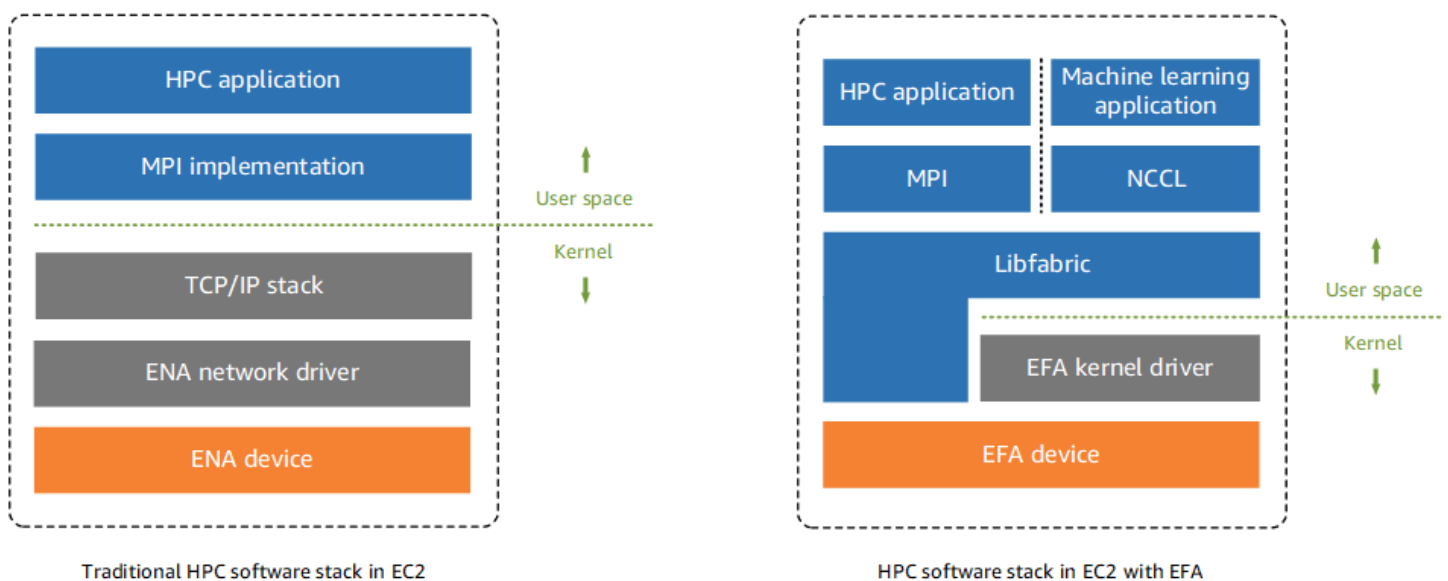 HPC application
MPI implementation
User space
Kernel
TCP/IP stack
ENA network driver
ENA device
Traditional HPC software stack in EC2
HPC application
Machine learning
application
MPI
NCCL
Libfabric
User space
Kernel
EFA kernel driver
EFA device
HPC software stack in EC2 with EFA